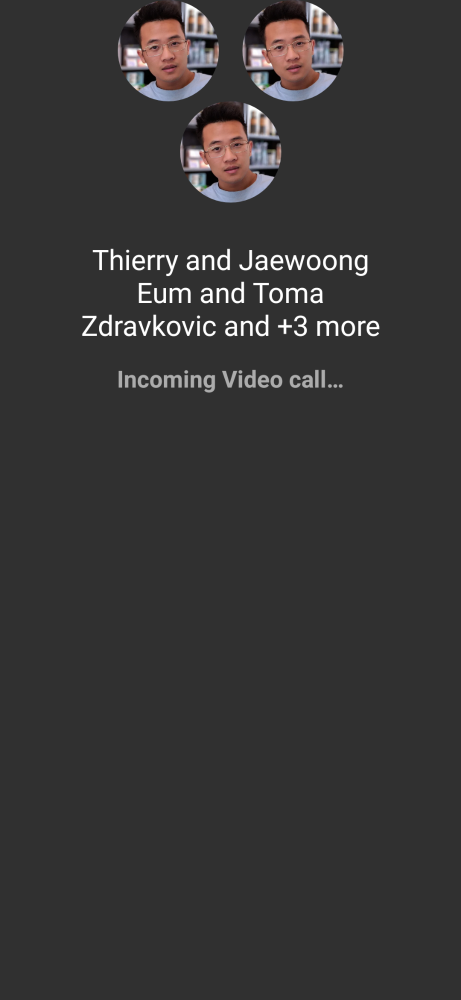 Thierry and Jaewoong
Eum and Toma
Zdravkovic and +3 more
Incoming Video call...